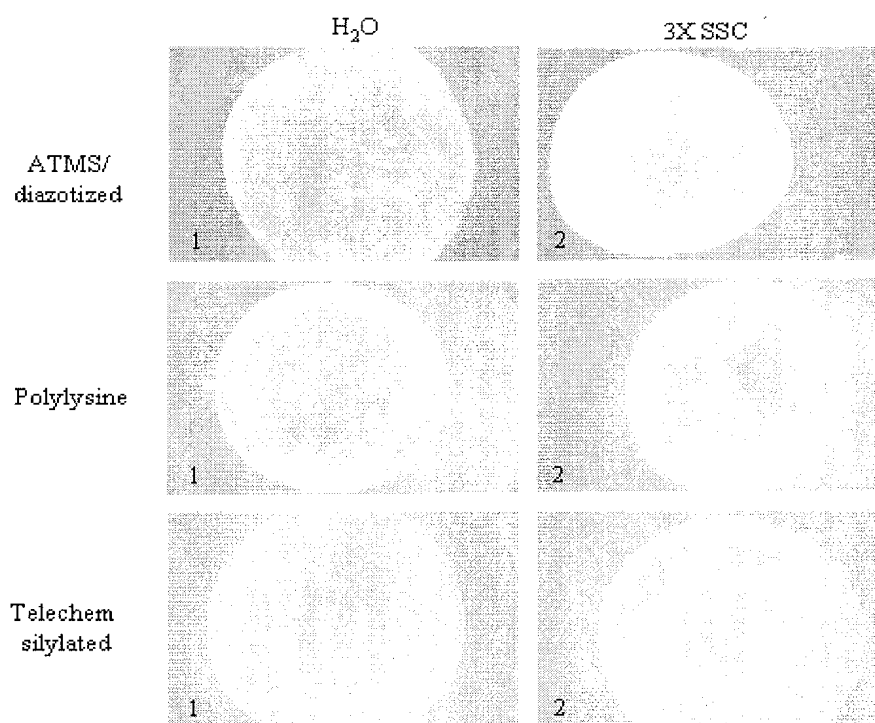 H₂O
3X SSC
ATMS/
diazotized
1
2
Polylysine
1
2
Telechem
silylated
1
2